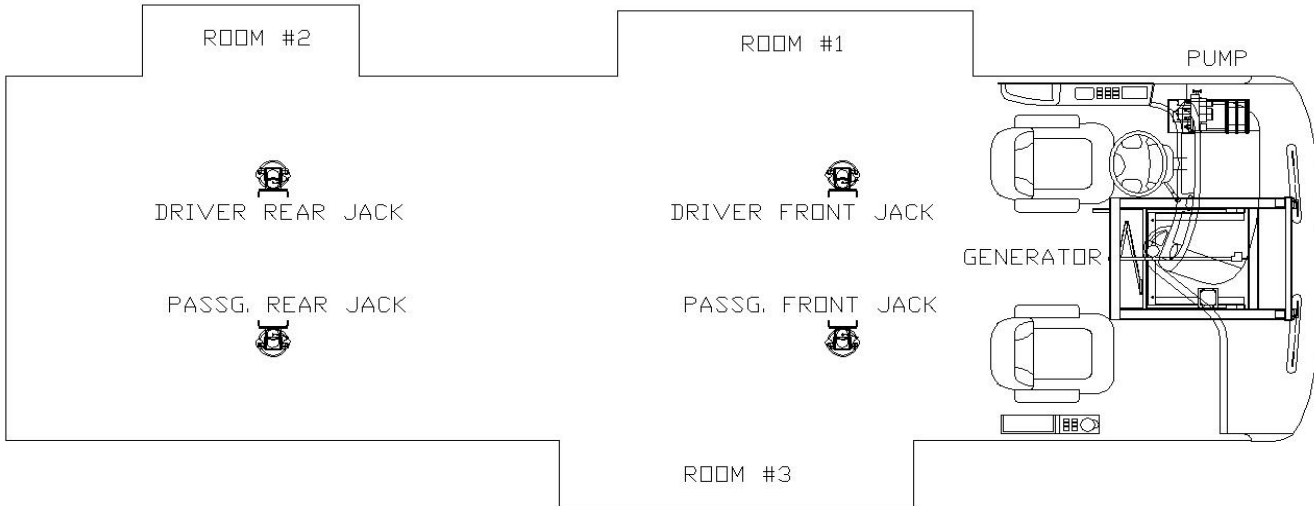 ROOM #2
ROOM #1
PUMP
DRIVER REAR JACK
DRIVER FRONT JACK
GENERATOR
PASSG. REAR JACK
PASSG. FRONT JACK
ROOM #3